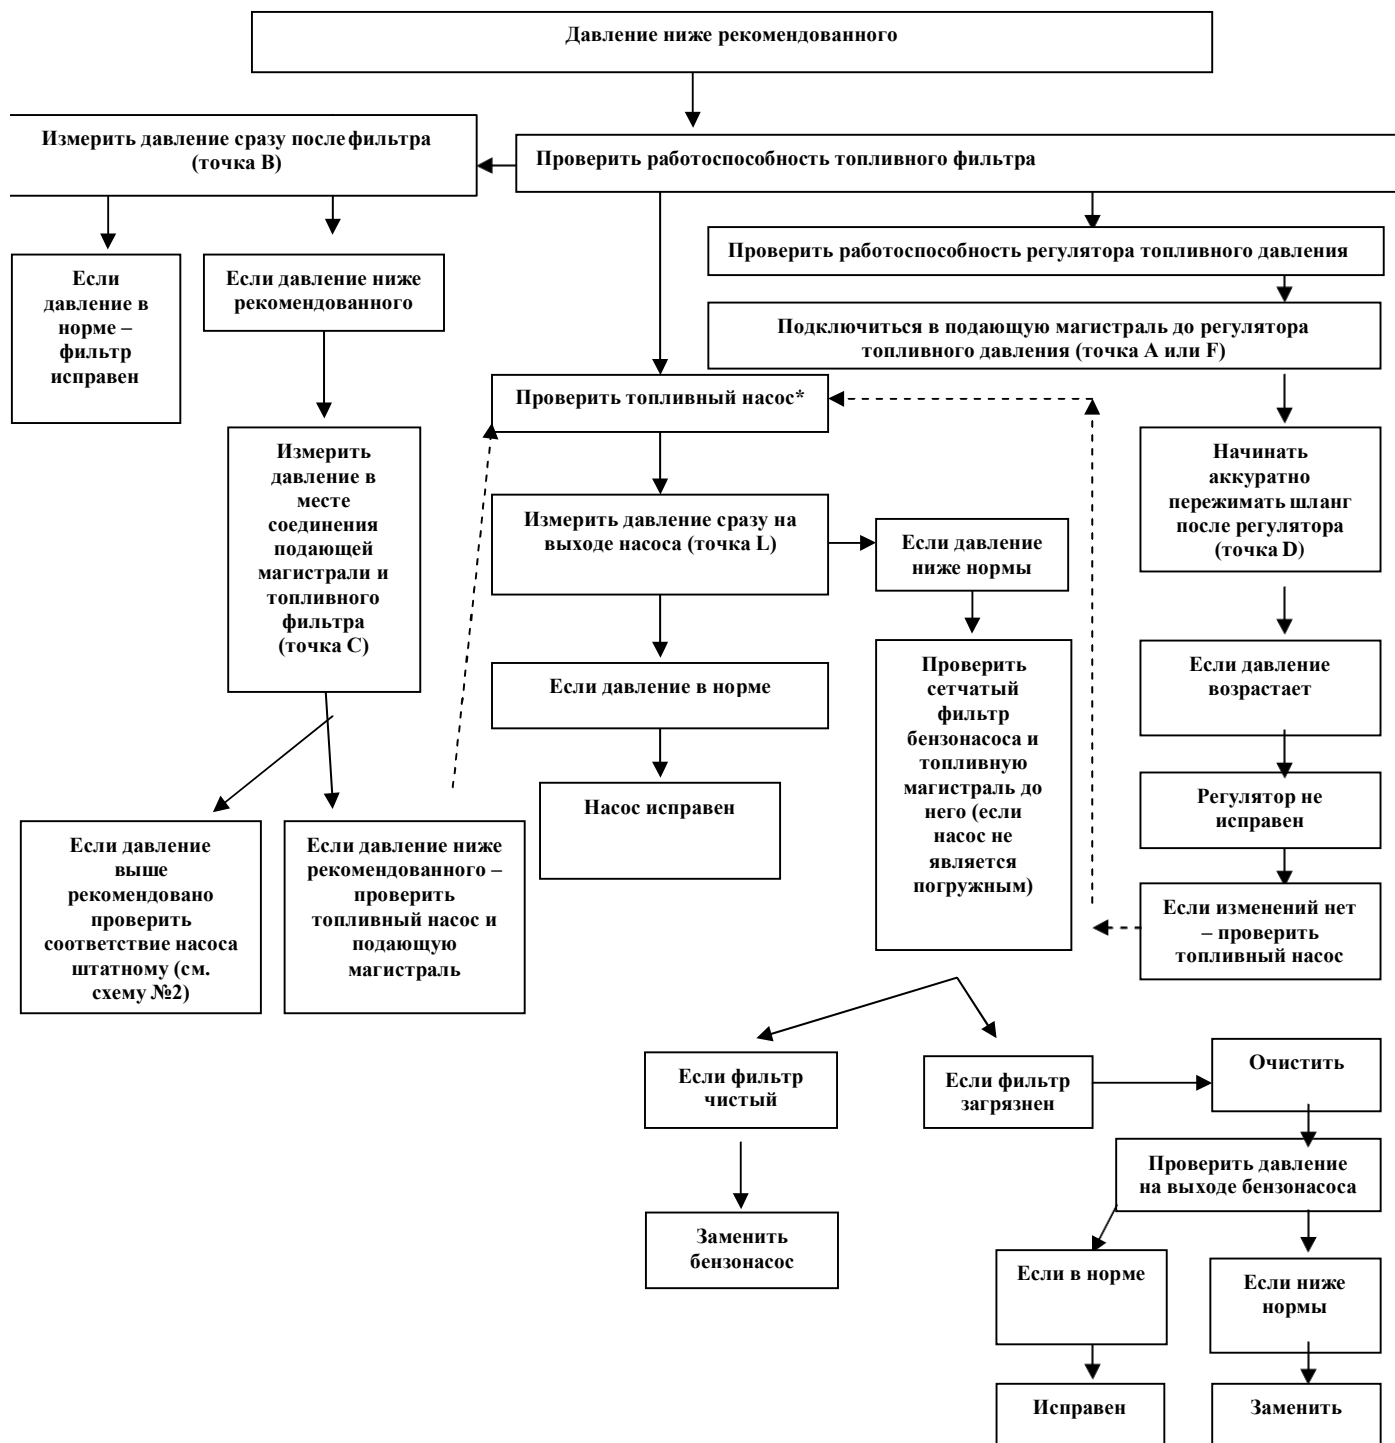 Давление ниже рекомендованного
Измерить давление сразу после фильтра
(точка В)
Проверить работоспособность топливного фильтра
Проверить работоспособность регулятора топливного давления
Если
давление в
норме –
фильтр
исправен
Если давление ниже
рекомендованного
Подключиться в подающую магистраль до регулятора
топливного давления (точка А или F)
Проверить топливный насос*
Измерить
давление в
месте
соединения
подающей
магистрали и
топливного
фильтра
(точка С)
Начинать
аккуратно
пережимать шланг
после регулятора
(точка D)
Измерить давление сразу на
выходе насоса (точка L)
Если давление
ниже нормы
Если давление в норме
Проверить
сетчатый
фильтр
бензонасоса и
топливную
магистраль до
него (если
насос не
является
погружным)
Если давление
возрастает
Насос исправен
Регулятор не
исправен
Если давление
выше
рекомендовано
проверить
соответствие насоса
штатному (см.
схему №2)
Если давление ниже
рекомендованного –
проверить
топливный насос и
подающую
магистраль
Если изменений нет
– проверить
топливный насос
Если фильтр
чистый
Если фильтр
загрязнен
Очистить
Проверить давление
на выходе бензонасоса
Заменить
бензонасос
Если в норме
Если ниже
нормы
Исправен
Заменить